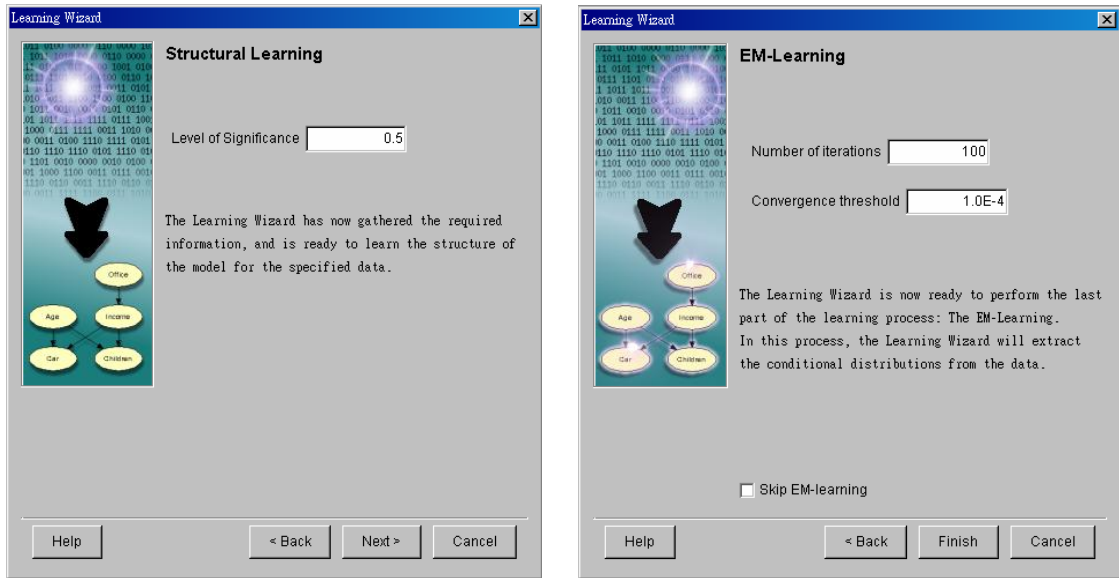 Learning Wizard
Structural Learning
Level of Significance 0.5
The Learning Wizard has now gathered the required
information, and is ready to learn the structure of
the model for the specified data.
Office
Age Income
Car Children
Help < Back Next > Cancel
Learning Wizard
EM-Learning
Number of iterations 100
Convergence threshold 1.0E-4
The Learning Wizard is now ready to perform the last
part of the learning process: The EM-Learning.
In this process, the Learning Wizard will extract
the conditional distributions from the data.
Office
Age Income
Car Children
Skip EM-learning
Help < Back Finish Cancel